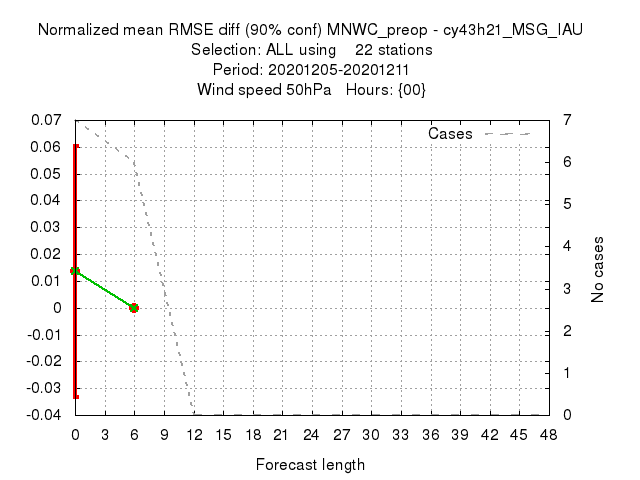 Normalized mean RMSE diff (90% conf) MNWC_preop - cy43h21_MSG_IAU
Selection: ALL using    22 stations
Period: 20201205-20201211
Wind speed 50hPa   Hours: {00}
Cases
0.07
0.06
0.05
0.04
0.03
0.02
0.01
0
-0.01
-0.02
-0.03
-0.04
7
6
5
4
3
2
1
0
No cases
0 3 6 9 12 15 18 21 24 27 30 33 36 39 42 45 48
Forecast length